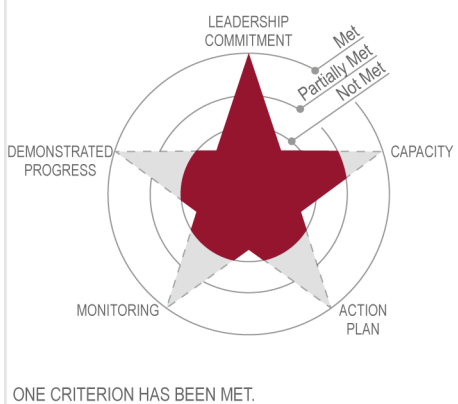 LEADERSHIP
COMMITMENT
Met
Partially Met
Not Met
DEMONSTRATED
PROGRESS
CAPACITY
MONITORING
ACTION
PLAN
ONE CRITERION HAS BEEN MET.